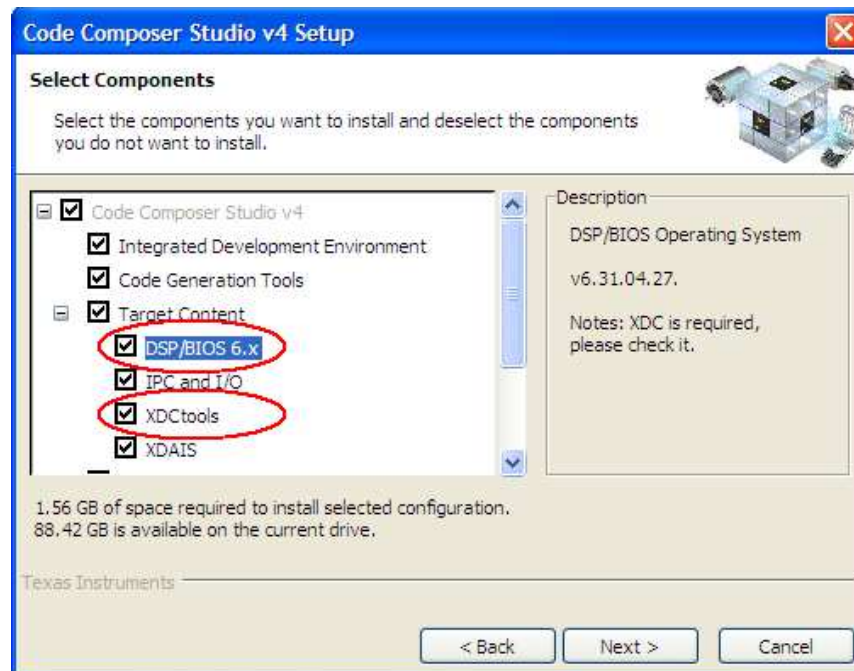 Code Composer Studio v4 Setup
Select Components
Select the components you want to install and deselect the components
you do not want to install.
Code Composer Studio v4
Integrated Development Environment
Code Generation Tools
Target Content
DSP/BIOS 6.x
IPC and I/O
XDCtools
XDAIS
Description
DSP/BIOS Operating System
v6.31.04.27.
Notes: XDC is required,
please check it.
1.56 GB of space required to install selected configuration.
88.42 GB is available on the current drive.
Texas Instruments
< Back
Next >
Cancel